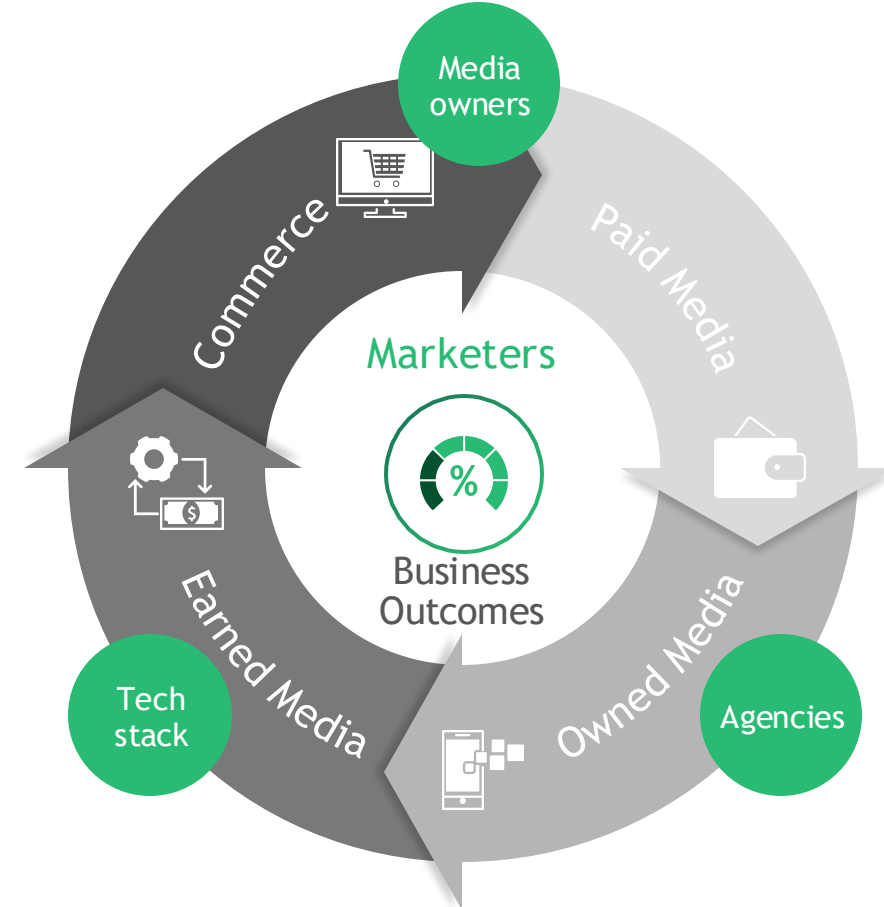 Media
owners
Commerce
Paid Media
Marketers
%
Business
Outcomes
$
Earned Media
Owned Media
Tech
stack
Agencies